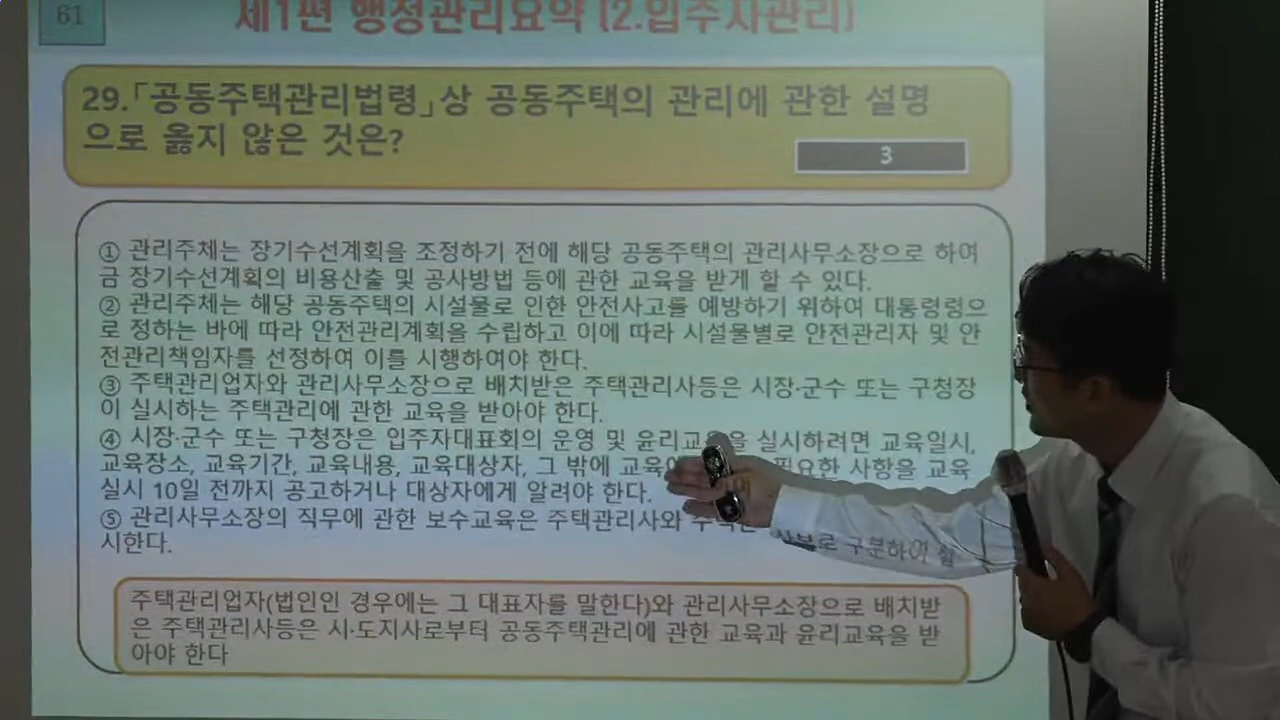 61
제1편 행정관리요약 (2.입주자관리)
29.「공동주택관리법령」상 공동주택의 관리에 관한 설명
으로 옳지 않은 것은?
3
① 관리주체는 장기수선계획을 조정하기 전에 해당 공동주택의 관리사무소장으로 하여
금 장기수선계획의 비용산출 및 공사방법 등에 관한 교육을 받게 할 수 있다.
② 관리주체는 해당 공동주택의 시설물로 인한 안전사고를 예방하기 위하여 대통령령으
로 정하는 바에 따라 안전관리계획을 수립하고 이에 따라 시설물별로 안전관리자 및 안
전관리책임자를 선정하여 이를 시행하여야 한다.
③ 주택관리업자와 관리사무소장으로 배치받은 주택관리사등은 시장·군수 또는 구청장
이 실시하는 주택관리에 관한 교육을 받아야 한다.
④ 시장·군수 또는 구청장은 입주자대표회의 운영 및 윤리교 을 실시하려면 교육일시,
교육장소, 교육기간, 교육내용, 교육대상자, 그 밖에 교육 필요한 사항을 교육
실시 10일 전까지 공고하거나 대상자에게 알려야 한다.
⑤ 관리사무소장의 직무에 관한 보수교육은 주택관리사와 구분하여 실
시한다.
주택관리업자(법인인 경우에는 그 대표자를 말한다)와 관리사무소장으로 배치받
은 주택관리사등은 시·도지사로부터 공동주택관리에 관한 교육과 윤리교육을 받
아야 한다